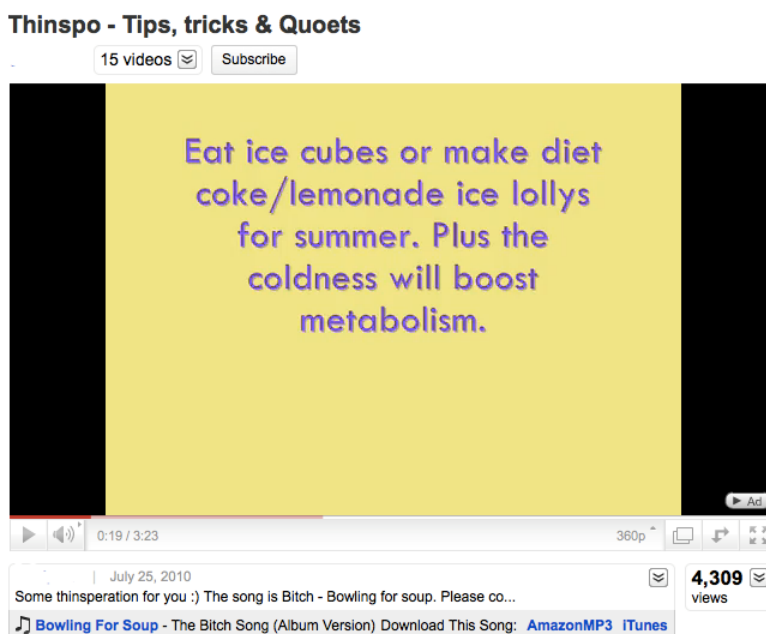 Thinspo - Tips, tricks & Quoets
15 videos Subscribe
Eat ice cubes or make diet
coke/lemonade ice lollys
for summer. Plus the
coldness will boost
metabolism.
Ad
0:19 / 3:23 360p
| July 25, 2010
4,309
Some thinsperation for you :) The song is Bitch - Bowling for soup. Please co...
views
Bowling For Soup - The Bitch Song (Album Version) Download This Song: AmazonMP3 iTunes